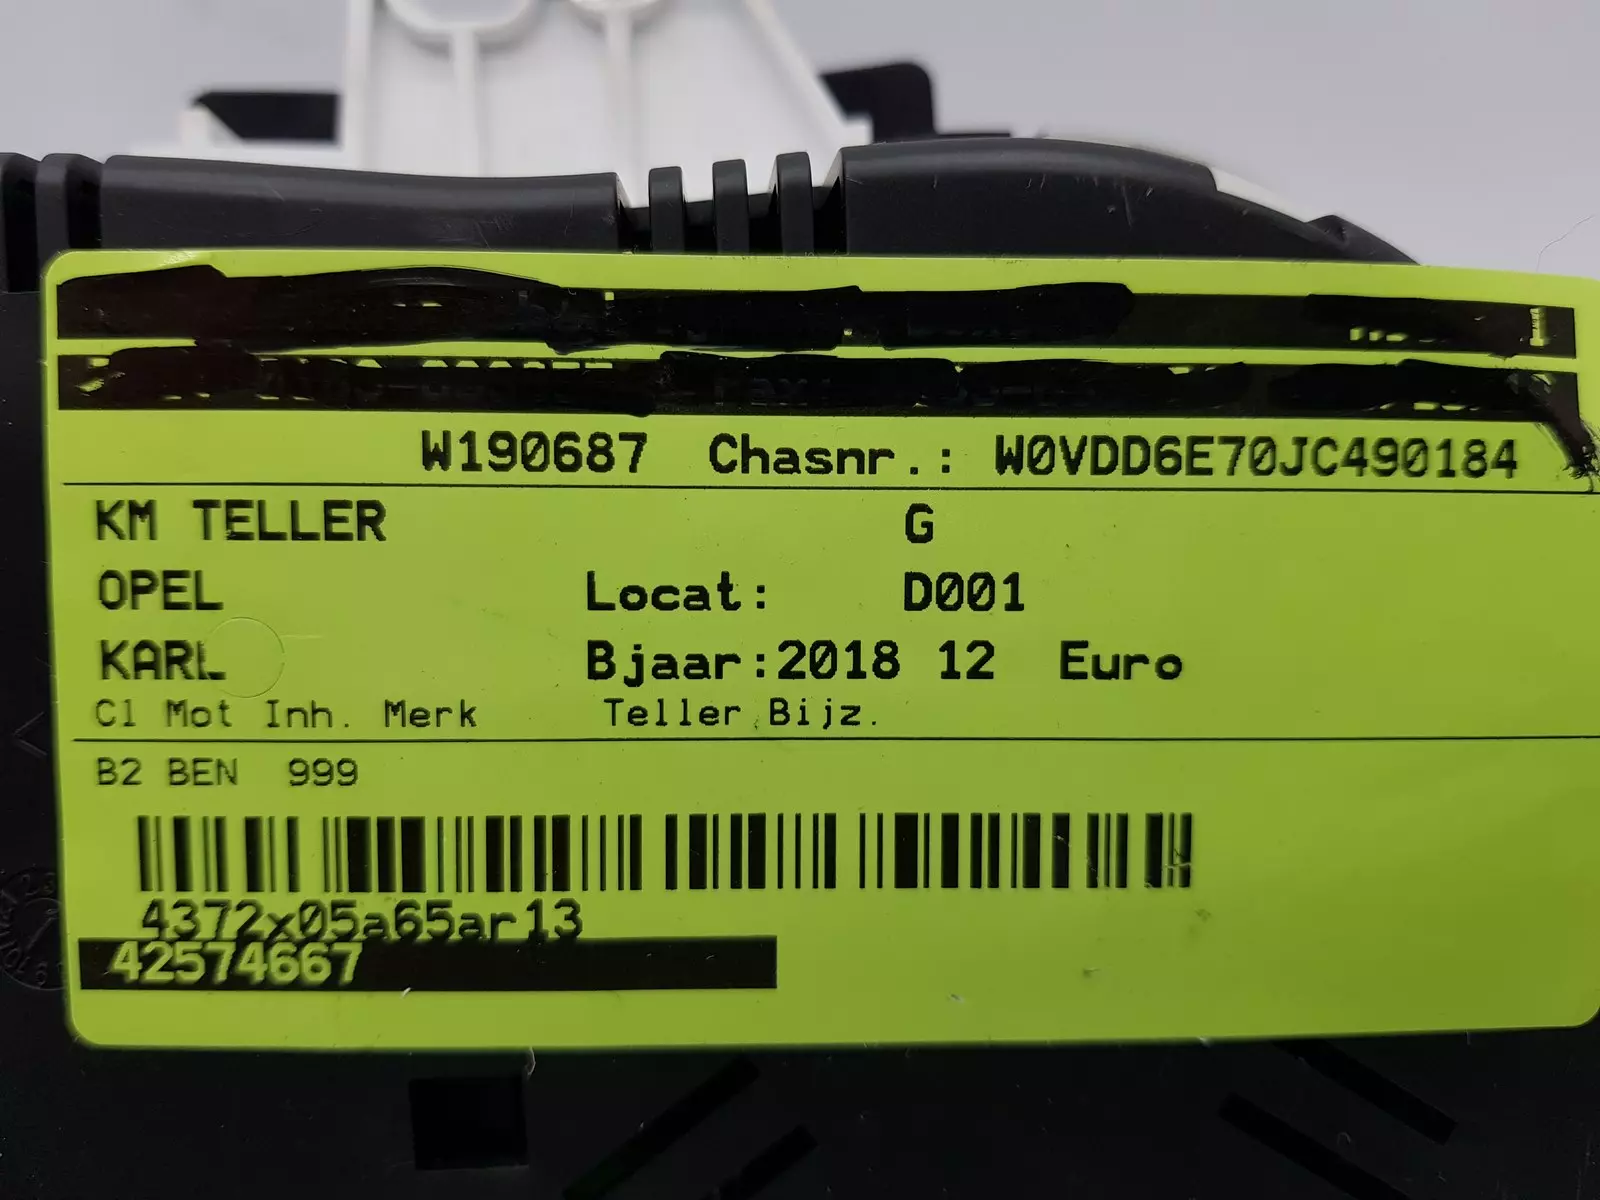 W190687 Chasnr.: W0VDD6E70JC490184
KM TELLER G
OPEL Locat: D001
KARL Bjaar:2018 12 Euro
Cl Mot Inh. Merk Teller Bijz.
B2 BEN 999
4372x05a65ar13
42574667